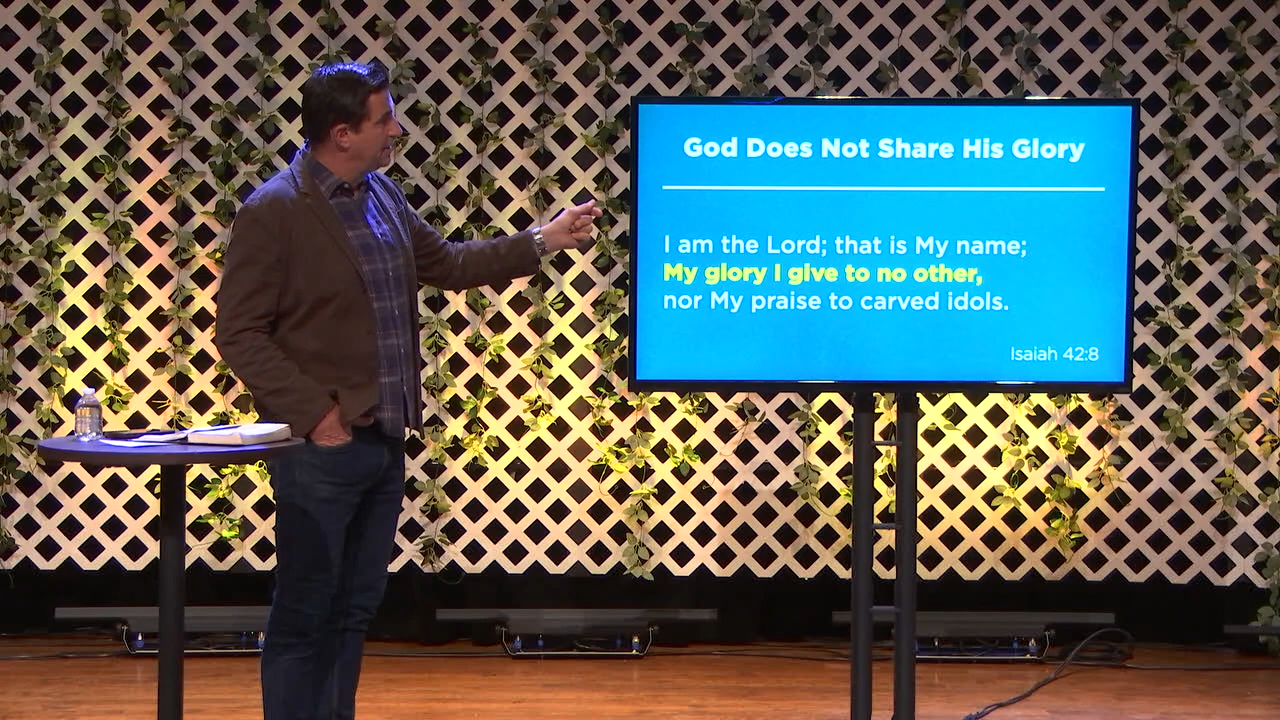 God Does Not Share His Glory
I am the Lord; that is My name;
My glory I give to no other,
nor My praise to carved idols.
Isaiah 42:8